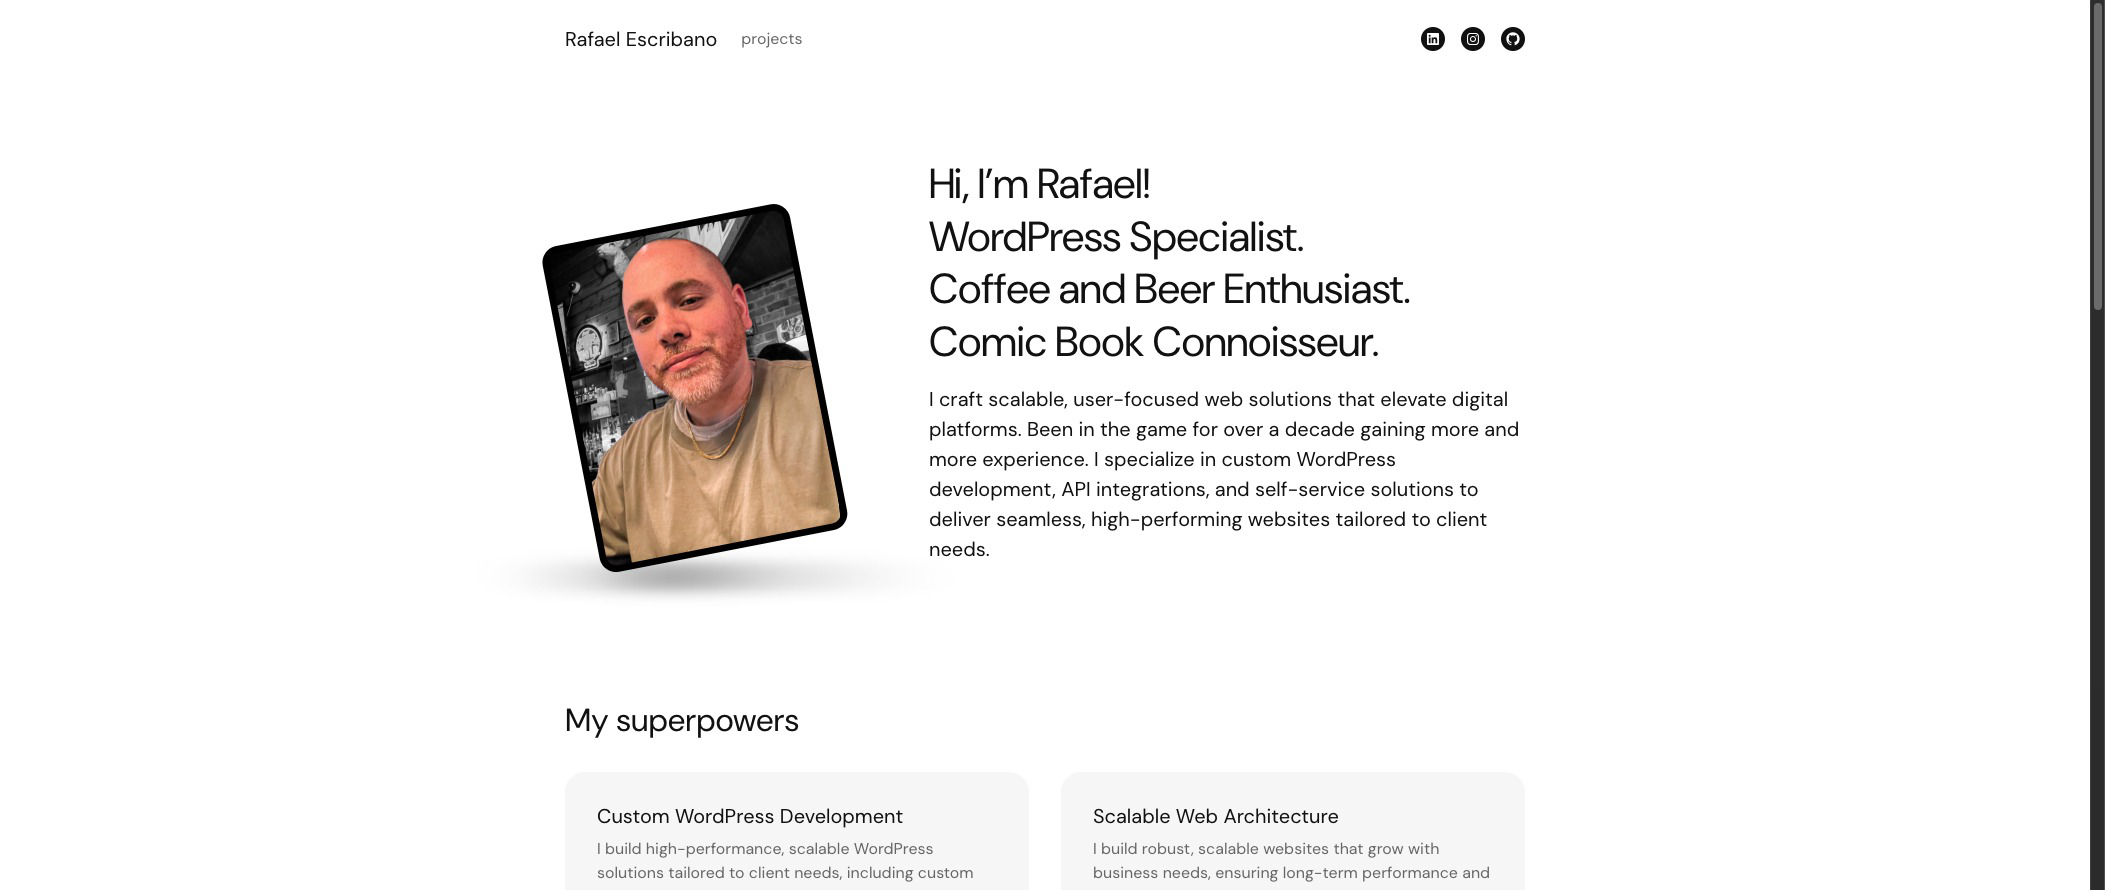 Rafael Escribano projects
Hi, I’m Rafael!
WordPress Specialist.
Coffee and Beer Enthusiast.
Comic Book Connoisseur.
I craft scalable, user-focused web solutions that elevate digital
platforms. Been in the game for over a decade gaining more and
more experience. I specialize in custom WordPress
development, API integrations, and self-service solutions to
deliver seamless, high-performing websites tailored to client
needs.
My superpowers
Custom WordPress Development
I build high-performance, scalable WordPress
solutions tailored to client needs, including custom
Scalable Web Architecture
I build robust, scalable websites that grow with
business needs, ensuring long-term performance and